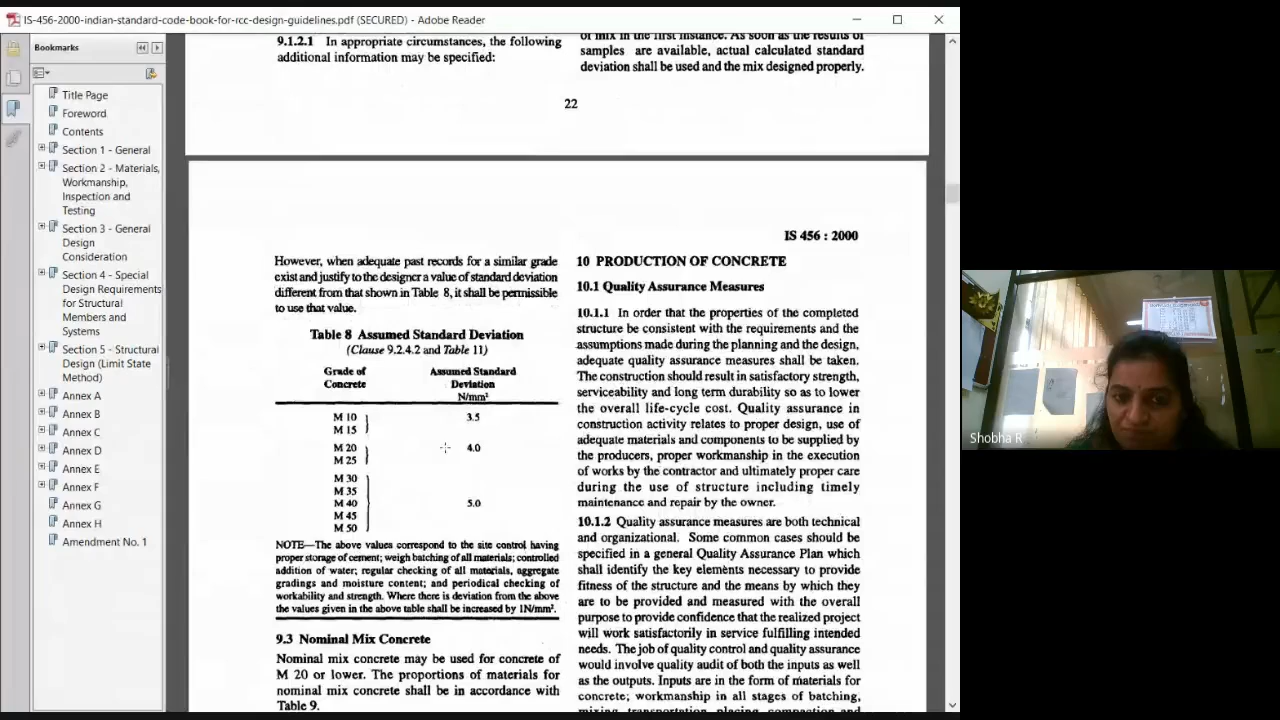 IS-456-2000-indian-standard-code-book-for-rcc-design-guidelines.pdf (SECURED) - Adobe Reader
Bookmarks
Title Page
Foreword
Contents
Section 1 - General
Section 2 - Materials,
Workmanship,
Inspection and
Testing
Section 3 - General
Design
Consideration
Section 4 - Special
Design Requirements
for Structural
Members and
Systems
Section 5 - Structural
Design (Limit State
Method)
Annex A
Annex B
Annex C
Annex D
Annex E
Annex F
Annex G
Annex H
Amendment No. 1
9.1.2.1 In appropriate circumstances, the following
additional information may be specified:
of mix in the first instance. As soon as the results of
samples are available, actual calculated standard
deviation shall be used and the mix designed properly.
22
IS 456 : 2000
However, when adequate past records for a similar grade
exist and justify to the designer a value of standard deviation
different from that shown in Table 8, it shall be permissible
to use that value.
Table 8 Assumed Standard Deviation
(Clause 9.2.4.2 and Table 11)
Grade of Assumed Standard
Concrete Deviation
N/mm²
M 10 3.5
M 15
M 20 4.0
M 25
M 30
M 35
M 40 5.0
M 45
M 50
NOTE—The above values correspond to the site control having
proper storage of cement; weigh batching of all materials; controlled
addition of water; regular checking of all materials, aggregate
gradings and moisture content; and periodical checking of
workability and strength. Where there is deviation from the above
the values given in the above table shall be increased by 1N/mm².
9.3 Nominal Mix Concrete
Nominal mix concrete may be used for concrete of
M 20 or lower. The proportions of materials for
nominal mix concrete shall be in accordance with
Table 9.
10 PRODUCTION OF CONCRETE
10.1 Quality Assurance Measures
10.1.1 In order that the properties of the completed
structure be consistent with the requirements and the
assumptions made during the planning and the design,
adequate quality assurance measures shall be taken.
The construction should result in satisfactory strength,
serviceability and long term durability so as to lower
the overall life-cycle cost. Quality assurance in
construction activity relates to proper design, use of
adequate materials and components to be supplied by
the producers, proper workmanship in the execution
of works by the contractor and ultimately proper care
during the use of structure including timely
maintenance and repair by the owner.
10.1.2 Quality assurance measures are both technical
and organizational. Some common cases should be
specified in a general Quality Assurance Plan which
shall identify the key elements necessary to provide
fitness of the structure and the means by which they
are to be provided and measured with the overall
purpose to provide confidence that the realized project
will work satisfactorily in service fulfilling intended
needs. The job of quality control and quality assurance
would involve quality audit of both the inputs as well
as the outputs. Inputs are in the form of materials for
concrete; workmanship in all stages of batching,
mixing, transportation, placing, compaction and
Shobha R